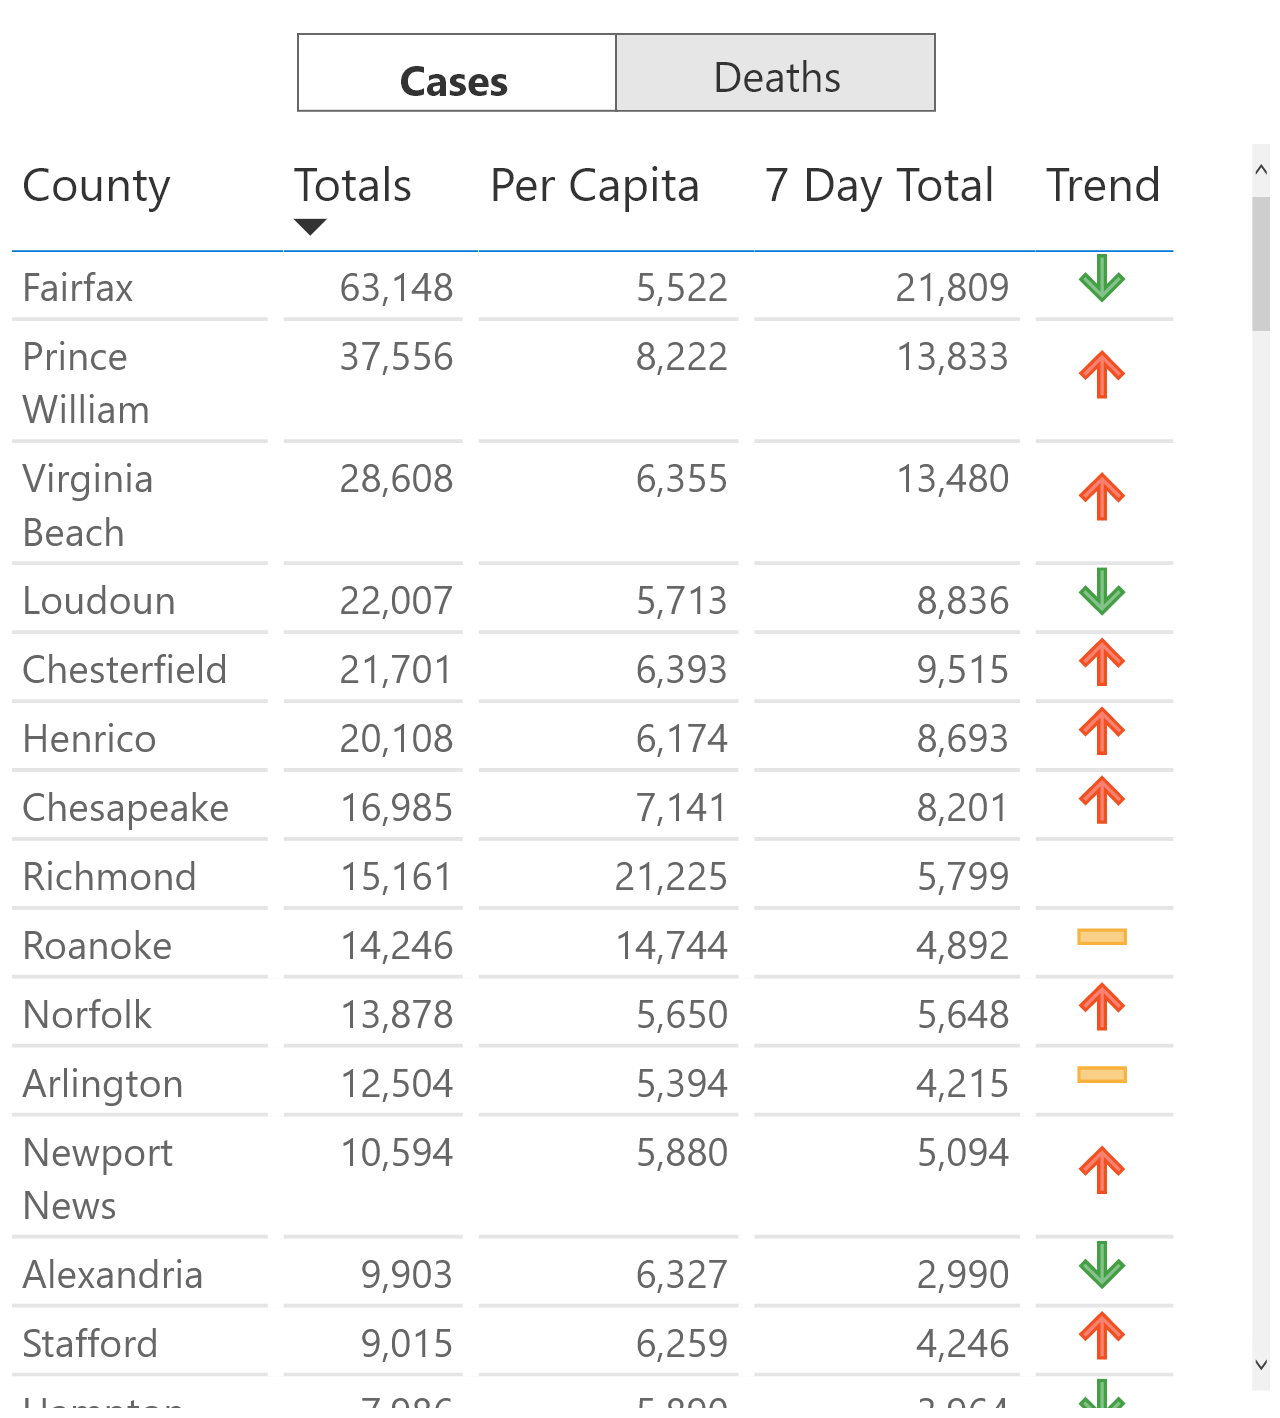 Cases Deaths
County Totals Per Capita 7 Day Total Trend
Fairfax 63,148 5,522 21,809
Prince 37,556 8,222 13,833
William
Virginia 28,608 6,355 13,480
Beach
Loudoun 22,007 5,713 8,836
Chesterfield 21,701 6,393 9,515
Henrico 20,108 6,174 8,693
Chesapeake 16,985 7,141 8,201
Richmond 15,161 21,225 5,799
Roanoke 14,246 14,744 4,892
Norfolk 13,878 5,650 5,648
Arlington 12,504 5,394 4,215
Newport 10,594 5,880 5,094
News
Alexandria 9,903 6,327 2,990
Stafford 9,015 6,259 4,246